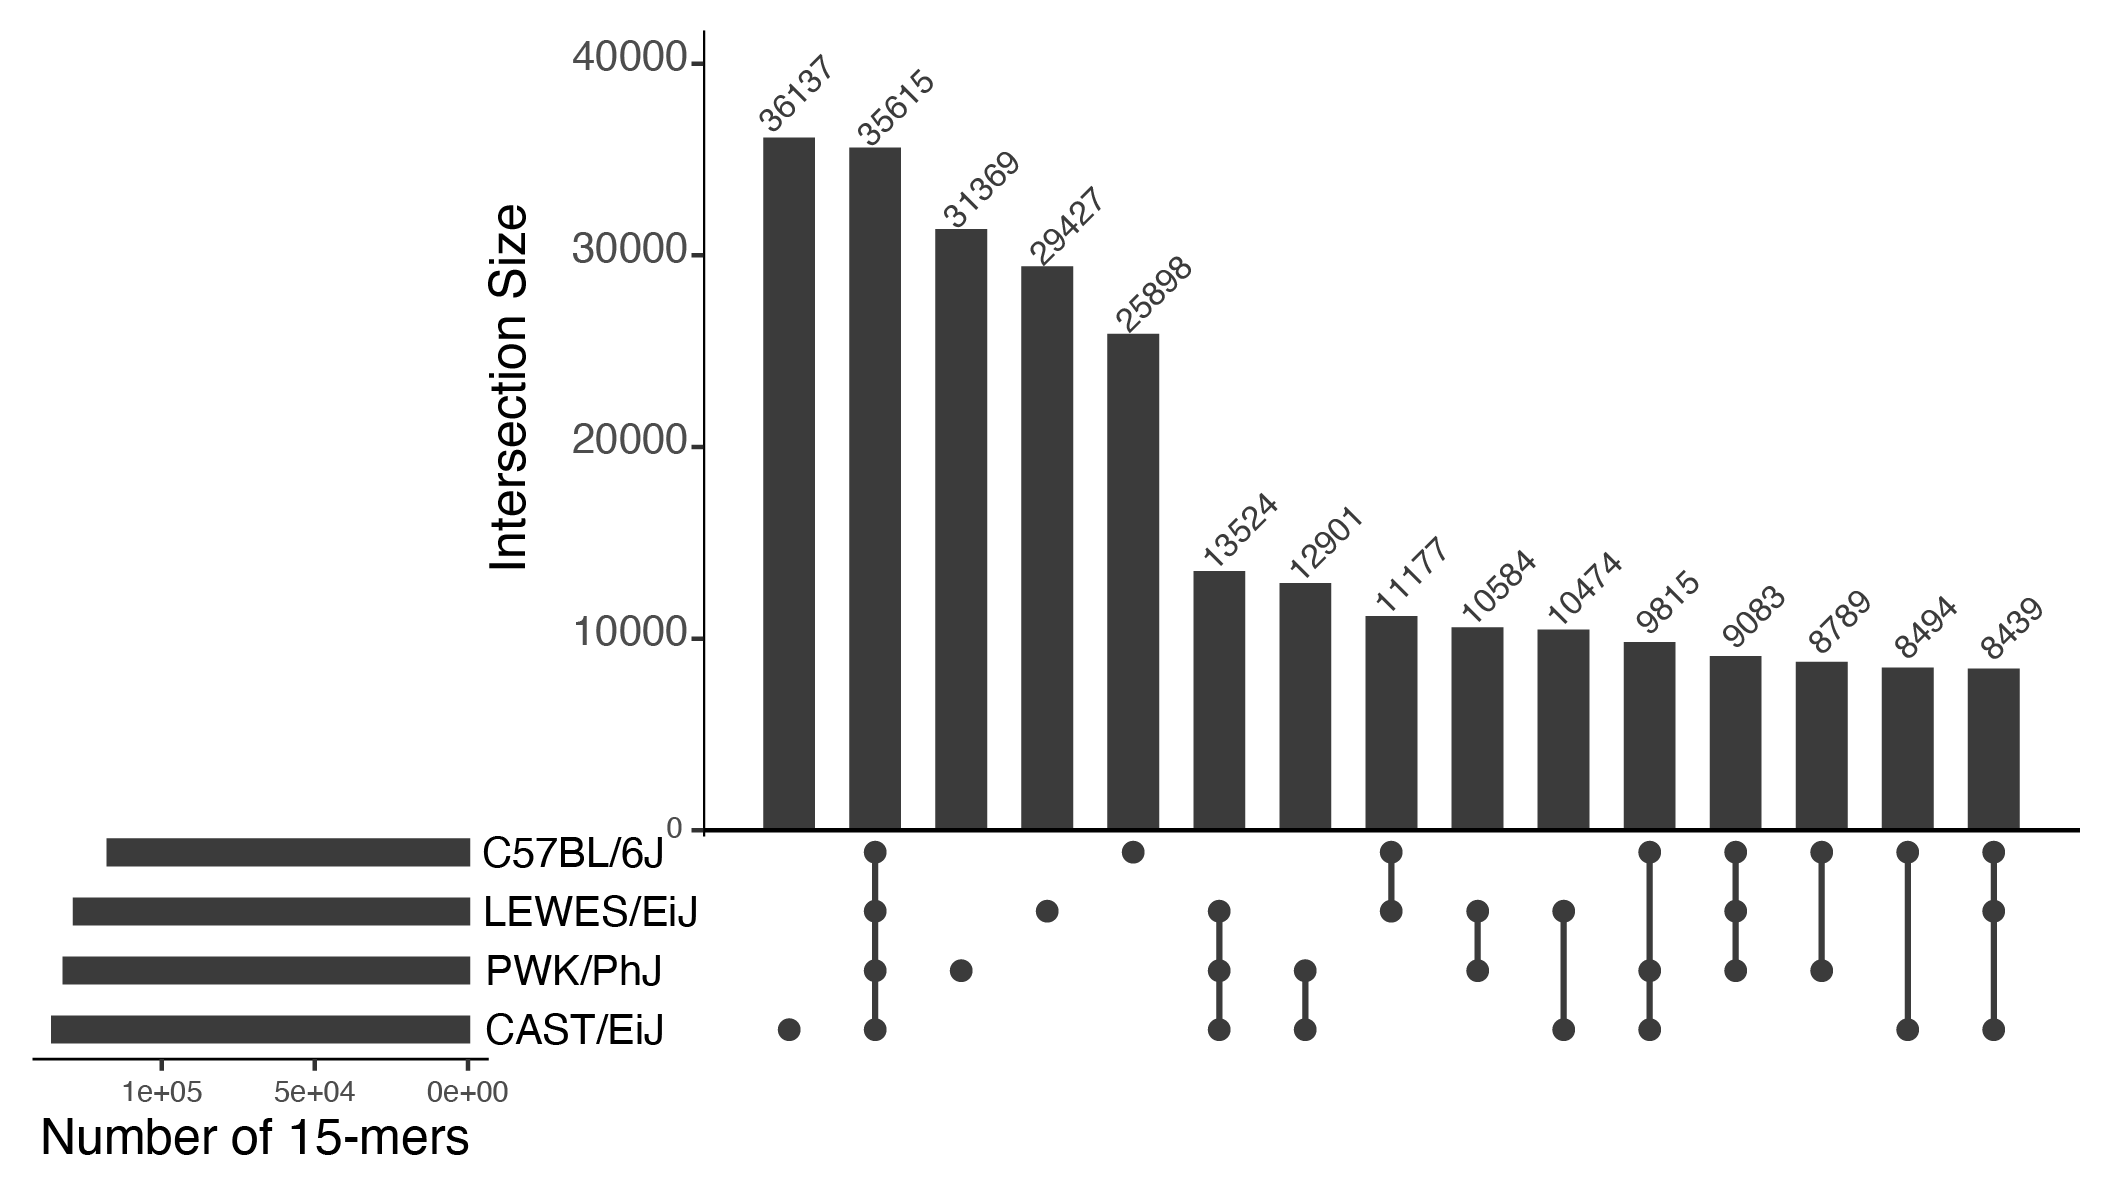 40000
30000
20000
10000
0
Intersection Size
36137
35615
31369
29427
25898
13524
12901
11177
10584
10474
9815
9083
8789
8494
8439
C57BL/6J
LEWES/EiJ
PWK/PhJ
CAST/EiJ
1e+05 5e+04 0e+00
Number of 15-mers